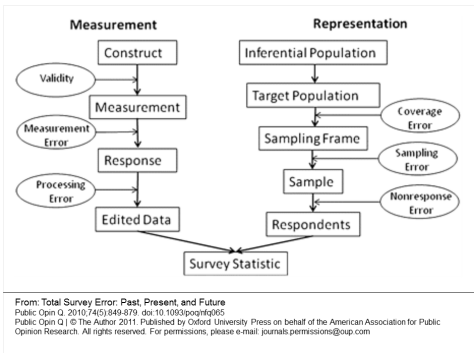 Measurement
Representation
Construct
Inferential Population
Validity
Target Population
Measurement
Coverage
Error
Measurement
Error
Sampling Frame
Sampling
Error
Response
Sample
Processing
Error
Nonresponse
Error
Edited Data
Respondents
Survey Statistic
From: Total Survey Error: Past, Present, and Future
Public Opin Q. 2010;74(5):849-879. doi:10.1093/poq/nfq065
Public Opin Q | © The Author 2011. Published by Oxford University Press on behalf of the American Association for Public
Opinion Research. All rights reserved. For permissions, please e-mail: journals.permissions@oup.com